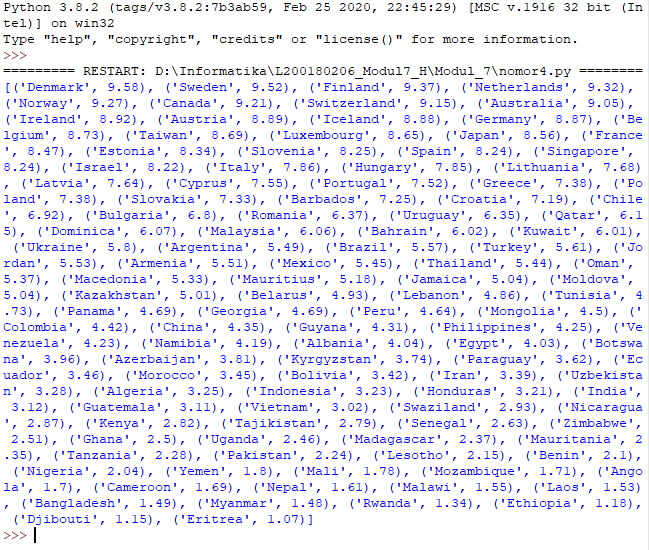 Python 3.8.2 (tags/v3.8.2:7b3ab59, Feb 25 2020, 22:45:29) [MSC v.1916 32 bit (In
tel)] on win32
Type "help", "copyright", "credits" or "license()" for more information.
>>>
========= RESTART: D:\Informatika\L200180206_Modul7_H\Modul_7\nomor4.py ========
[('Denmark', 9.58), ('Sweden', 9.52), ('Finland', 9.37), ('Netherlands', 9.32),
('Norway', 9.27), ('Canada', 9.21), ('Switzerland', 9.15), ('Australia', 9.05),
('Ireland', 8.92), ('Austria', 8.89), ('Iceland', 8.88), ('Germany', 8.87), ('Be
lgium', 8.73), ('Taiwan', 8.69), ('Luxembourg', 8.65), ('Japan', 8.56), ('France
', 8.47), ('Estonia', 8.34), ('Slovenia', 8.25), ('Spain', 8.24), ('Singapore',
8.24), ('Israel', 8.22), ('Italy', 7.86), ('Hungary', 7.85), ('Lithuania', 7.68)
, ('Latvia', 7.64), ('Cyprus', 7.55), ('Portugal', 7.52), ('Greece', 7.38), ('Po
land', 7.38), ('Slovakia', 7.33), ('Barbados', 7.25), ('Croatia', 7.19), ('Chile
', 6.92), ('Bulgaria', 6.8), ('Romania', 6.37), ('Uruguay', 6.35), ('Qatar', 6.1
5), ('Dominica', 6.07), ('Malaysia', 6.06), ('Bahrain', 6.02), ('Kuwait', 6.01),
('Ukraine', 5.8), ('Argentina', 5.49), ('Brazil', 5.57), ('Turkey', 5.61), ('Jo
rdan', 5.53), ('Armenia', 5.51), ('Mexico', 5.45), ('Thailand', 5.44), ('Oman',
5.37), ('Macedonia', 5.33), ('Mauritius', 5.18), ('Jamaica', 5.04), ('Moldova',
5.04), ('Kazakhstan', 5.01), ('Belarus', 4.93), ('Lebanon', 4.86), ('Tunisia', 4
.73), ('Panama', 4.69), ('Georgia', 4.69), ('Peru', 4.64), ('Mongolia', 4.5), ('
Colombia', 4.42), ('China', 4.35), ('Guyana', 4.31), ('Philippines', 4.25), ('Ve
nezuela', 4.23), ('Namibia', 4.19), ('Albania', 4.04), ('Egypt', 4.03), ('Botswa
na', 3.96), ('Azerbaijan', 3.81), ('Kyrgyzstan', 3.74), ('Paraguay', 3.62), ('Ec
uador', 3.46), ('Morocco', 3.45), ('Bolivia', 3.42), ('Iran', 3.39), ('Uzbekista
n', 3.28), ('Algeria', 3.25), ('Indonesia', 3.23), ('Honduras', 3.21), ('India',
3.12), ('Guatemala', 3.11), ('Vietnam', 3.02), ('Swaziland', 2.93), ('Nicaragua
', 2.87), ('Kenya', 2.82), ('Tajikistan', 2.79), ('Senegal', 2.63), ('Zimbabwe',
2.51), ('Ghana', 2.5), ('Uganda', 2.46), ('Madagascar', 2.37), ('Mauritania', 2
.35), ('Tanzania', 2.28), ('Pakistan', 2.24), ('Lesotho', 2.15), ('Benin', 2.1),
('Nigeria', 2.04), ('Yemen', 1.8), ('Mali', 1.78), ('Mozambique', 1.71), ('Ango
la', 1.7), ('Cameroon', 1.69), ('Nepal', 1.61), ('Malawi', 1.55), ('Laos', 1.53)
, ('Bangladesh', 1.49), ('Myanmar', 1.48), ('Rwanda', 1.34), ('Ethiopia', 1.18),
('Djibouti', 1.15), ('Eritrea', 1.07)]
>>>